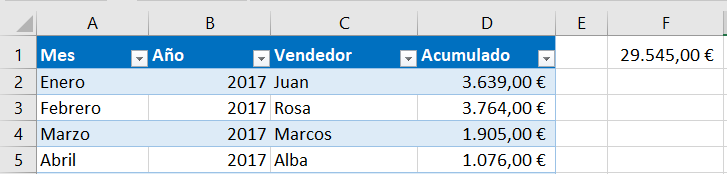 A B C D E F
1 Mes Año Vendedor Acumulado 29.545,00 €
2 Enero 2017 Juan 3.639,00 €
3 Febrero 2017 Rosa 3.764,00 €
4 Marzo 2017 Marcos 1.905,00 €
5 Abril 2017 Alba 1.076,00 €